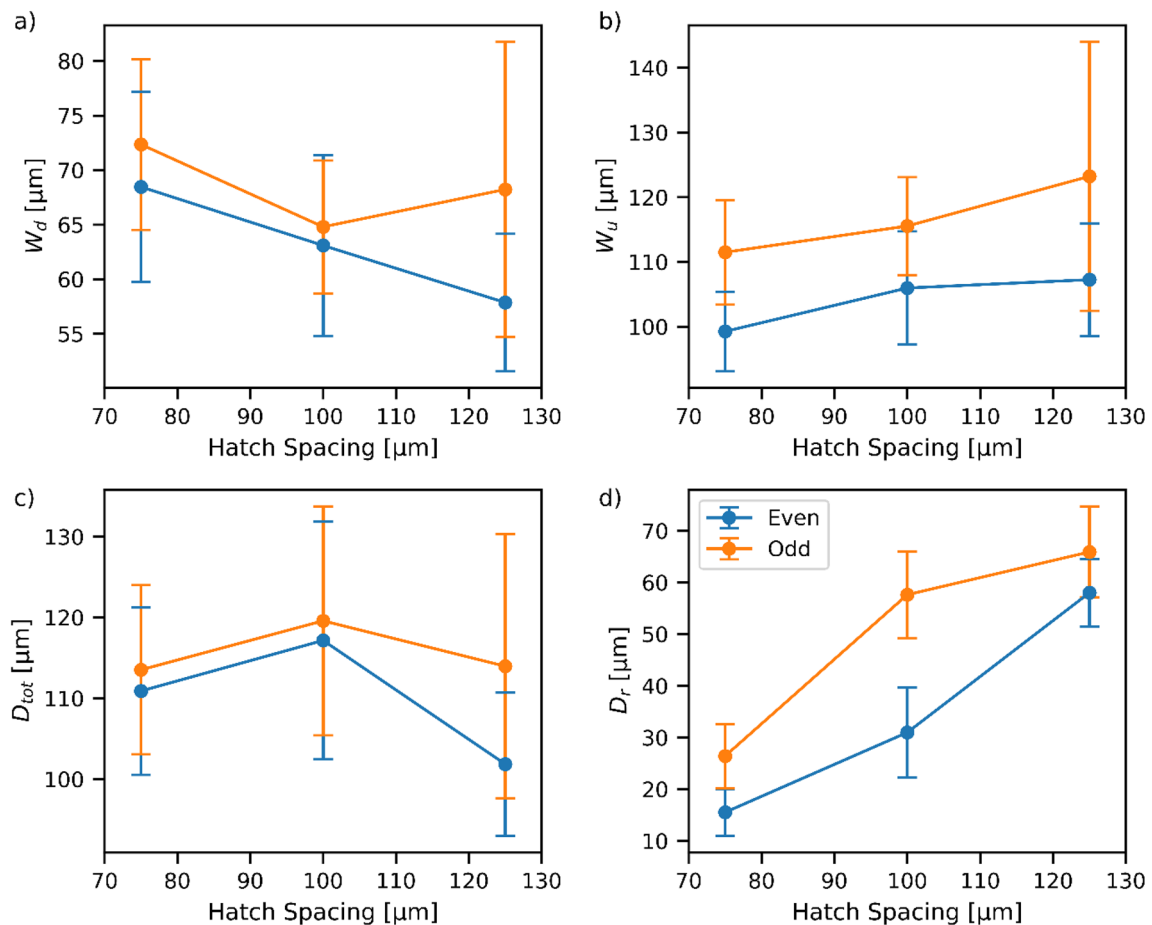 a)
80
75
70
65
60
55
W_d [μm]
70 80 90 100 110 120 130
Hatch Spacing [μm]
b)
140
130
120
110
100
W_u [μm]
70 80 90 100 110 120 130
Hatch Spacing [μm]
c)
130
120
110
100
D_tot [μm]
70 80 90 100 110 120 130
Hatch Spacing [μm]
d)
Even
Odd
70
60
50
40
30
20
10
D_r [μm]
70 80 90 100 110 120 130
Hatch Spacing [μm]